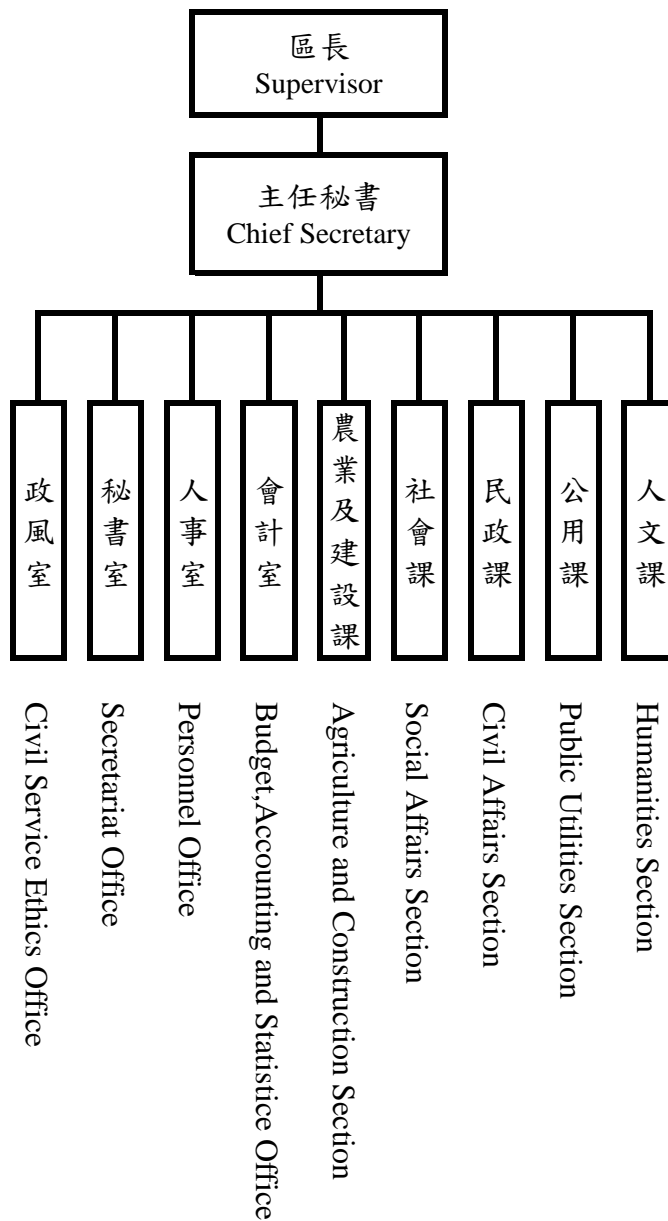 區長
Supervisor
主任秘書
Chief Secretary
政風室
秘書室
人事室
會計室
農業及建設課
社會課
民政課
公用課
人文課
Civil Service Ethics Office
Secretariat Office
Personnel Office
Budget,Accounting and Statistice Office
Agriculture and Construction Section
Social Affairs Section
Civil Affairs Section
Public Utilities Section
Humanities Section